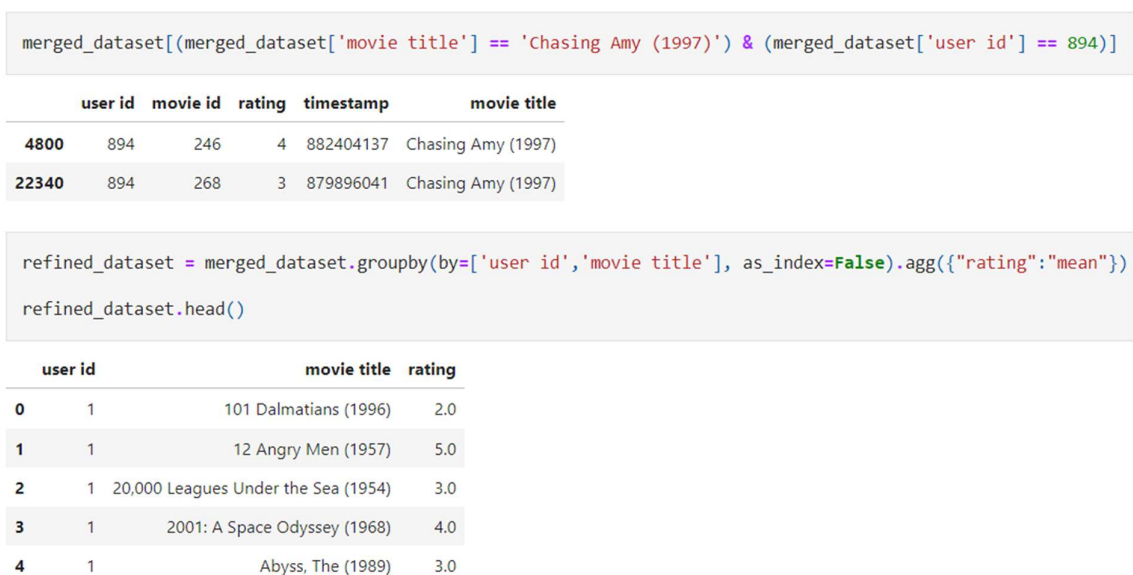 merged_dataset[(merged_dataset['movie title'] == 'Chasing Amy (1997)') & (merged_dataset['user id'] == 894)]
user id movie id rating timestamp movie title
4800 894 246 4 882404137 Chasing Amy (1997)
22340 894 268 3 879896041 Chasing Amy (1997)
refined_dataset = merged_dataset.groupby(by=['user id','movie title'], as_index=False).agg({"rating":"mean"})
refined_dataset.head()
user id movie title rating
0 1 101 Dalmatians (1996) 2.0
1 1 12 Angry Men (1957) 5.0
2 1 20,000 Leagues Under the Sea (1954) 3.0
3 1 2001: A Space Odyssey (1968) 4.0
4 1 Abyss, The (1989) 3.0